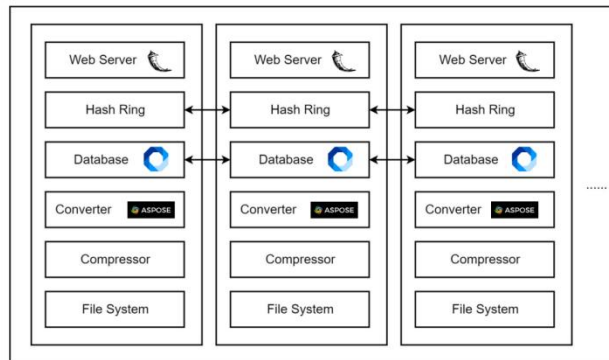 Web Server
Hash Ring
Database
Converter ASPOSE
Compressor
File System
Web Server
Hash Ring
Database
Converter ASPOSE
Compressor
File System
Web Server
Hash Ring
Database
Converter ASPOSE
Compressor
File System
......